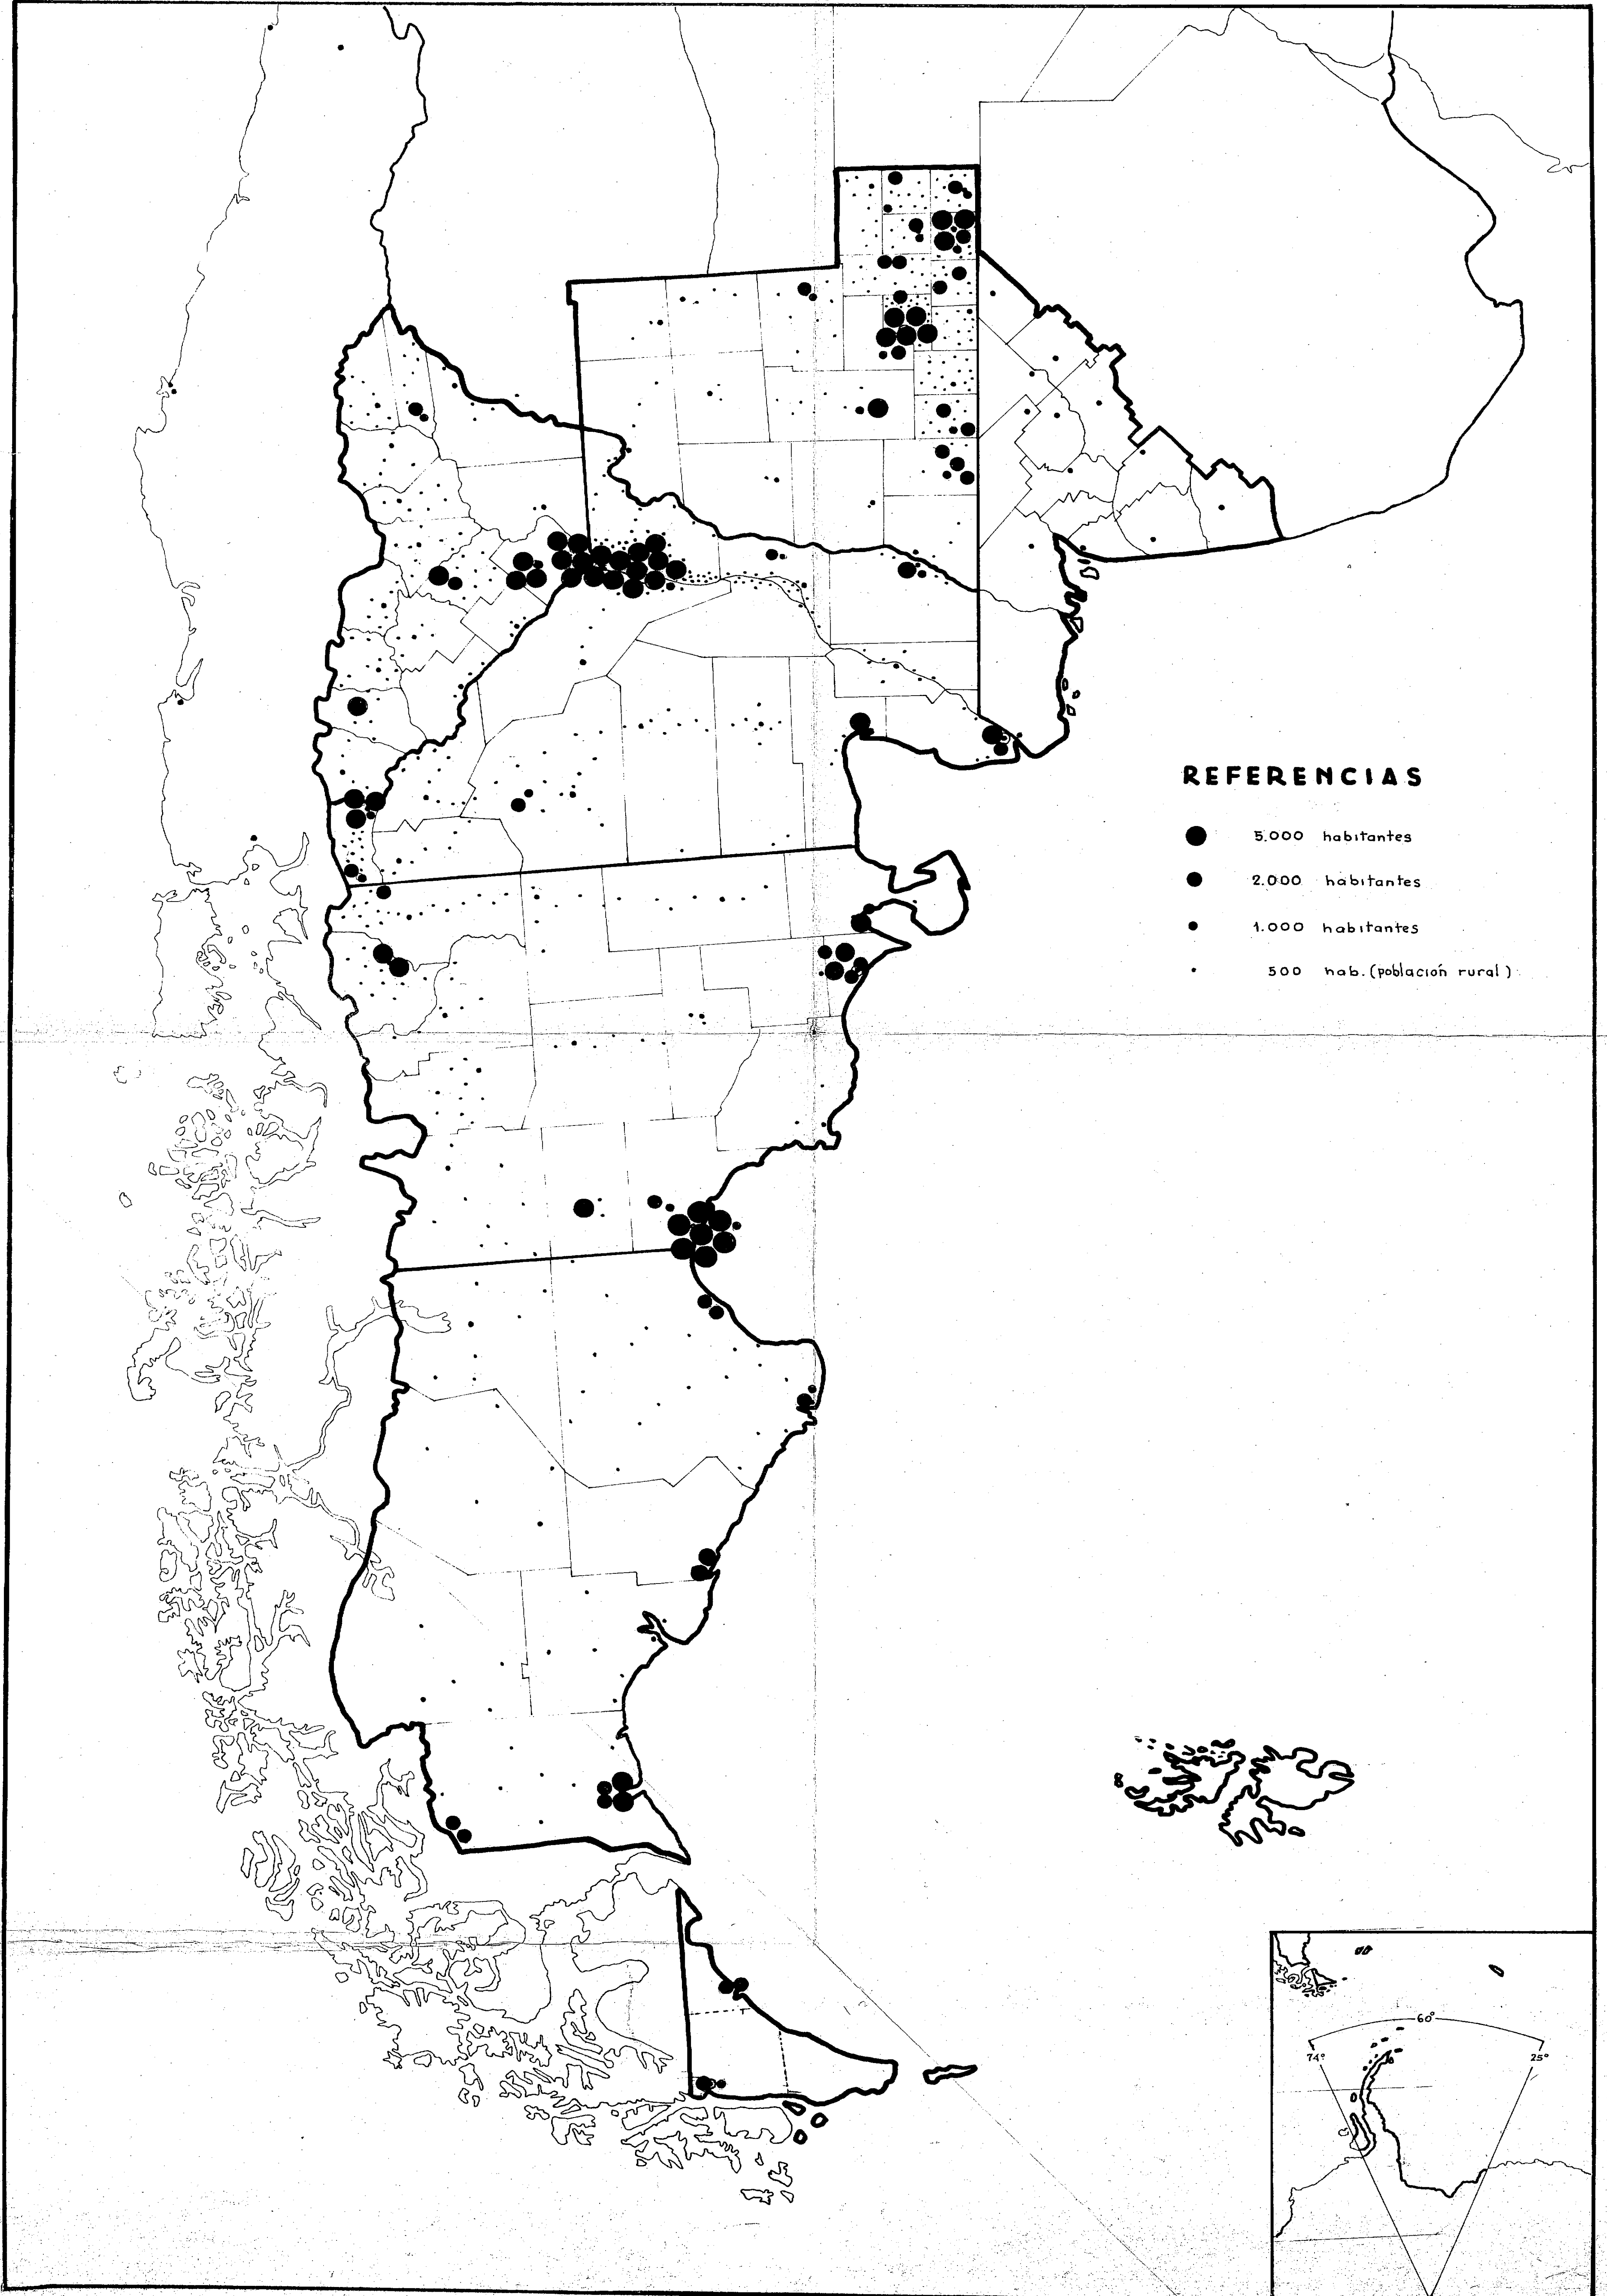 REFERENCIAS
5.000 habitantes
2.000 habitantes
1.000 habitantes
500 hab. (población rural)
60°
74°
25°